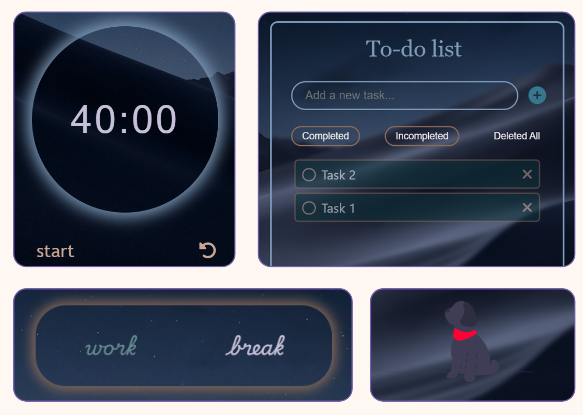 40:00
start
To-do list
Add a new task...
Completed
Incompleted
Deleted All
Task 2
Task 1
work
break